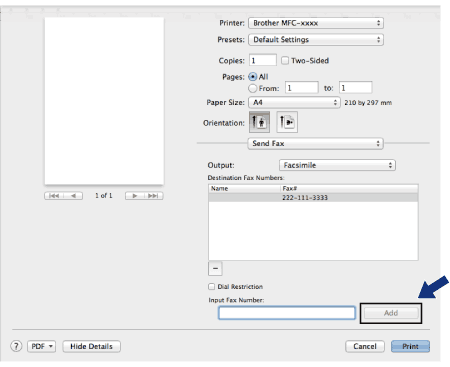 Printer: Brother MFC-xxxx
Presets: Default Settings
Copies: 1 Two-Sided
Pages: All
From: 1 to: 1
Paper Size: A4 210 by 297 mm
Orientation:
Send Fax
Output: Facsimile
Destination Fax Numbers:
Name Fax#
222-111-3333
1 of 1
−
Dial Restriction
Input Fax Number:
Add
? PDF Hide Details Cancel Print